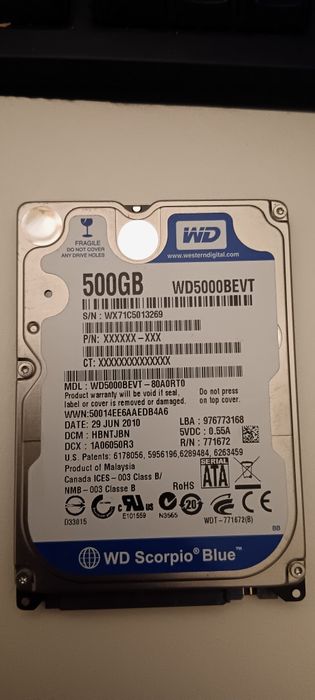 FRAGILE
DO NOT COVER
ANY DRIVE HOLES
WD
www.westerndigital.com
500GB WD5000BEVT
S/N : WX71C5013269
P/N: XXXXXX-XXX
CT: XXXXXXXXXXXXXX
MDL : WD5000BEVT-80A0RT0
Product warranty will be void if seal,
label or cover is removed or damaged.
Do not press
on top cover
WWN: 50014EE6AAEDB4A6
DATE : 29 JUN 2010
LBA : 976773168
DCM : HBNTJBN
5VDC : 0.55A
DCX : 1A06050R3
R/N : 771672
U.S. Patents: 6178056, 5956196, 6289484, 6263459
Product of Malaysia
Canada ICES-003 Class B/
NMB-003 Classe B
RoHS
SERIAL
ATA
D33015
c UL us
E101559
N3565
20
CE
WDT-771672(B)
BB
WD Scorpio® Blue™